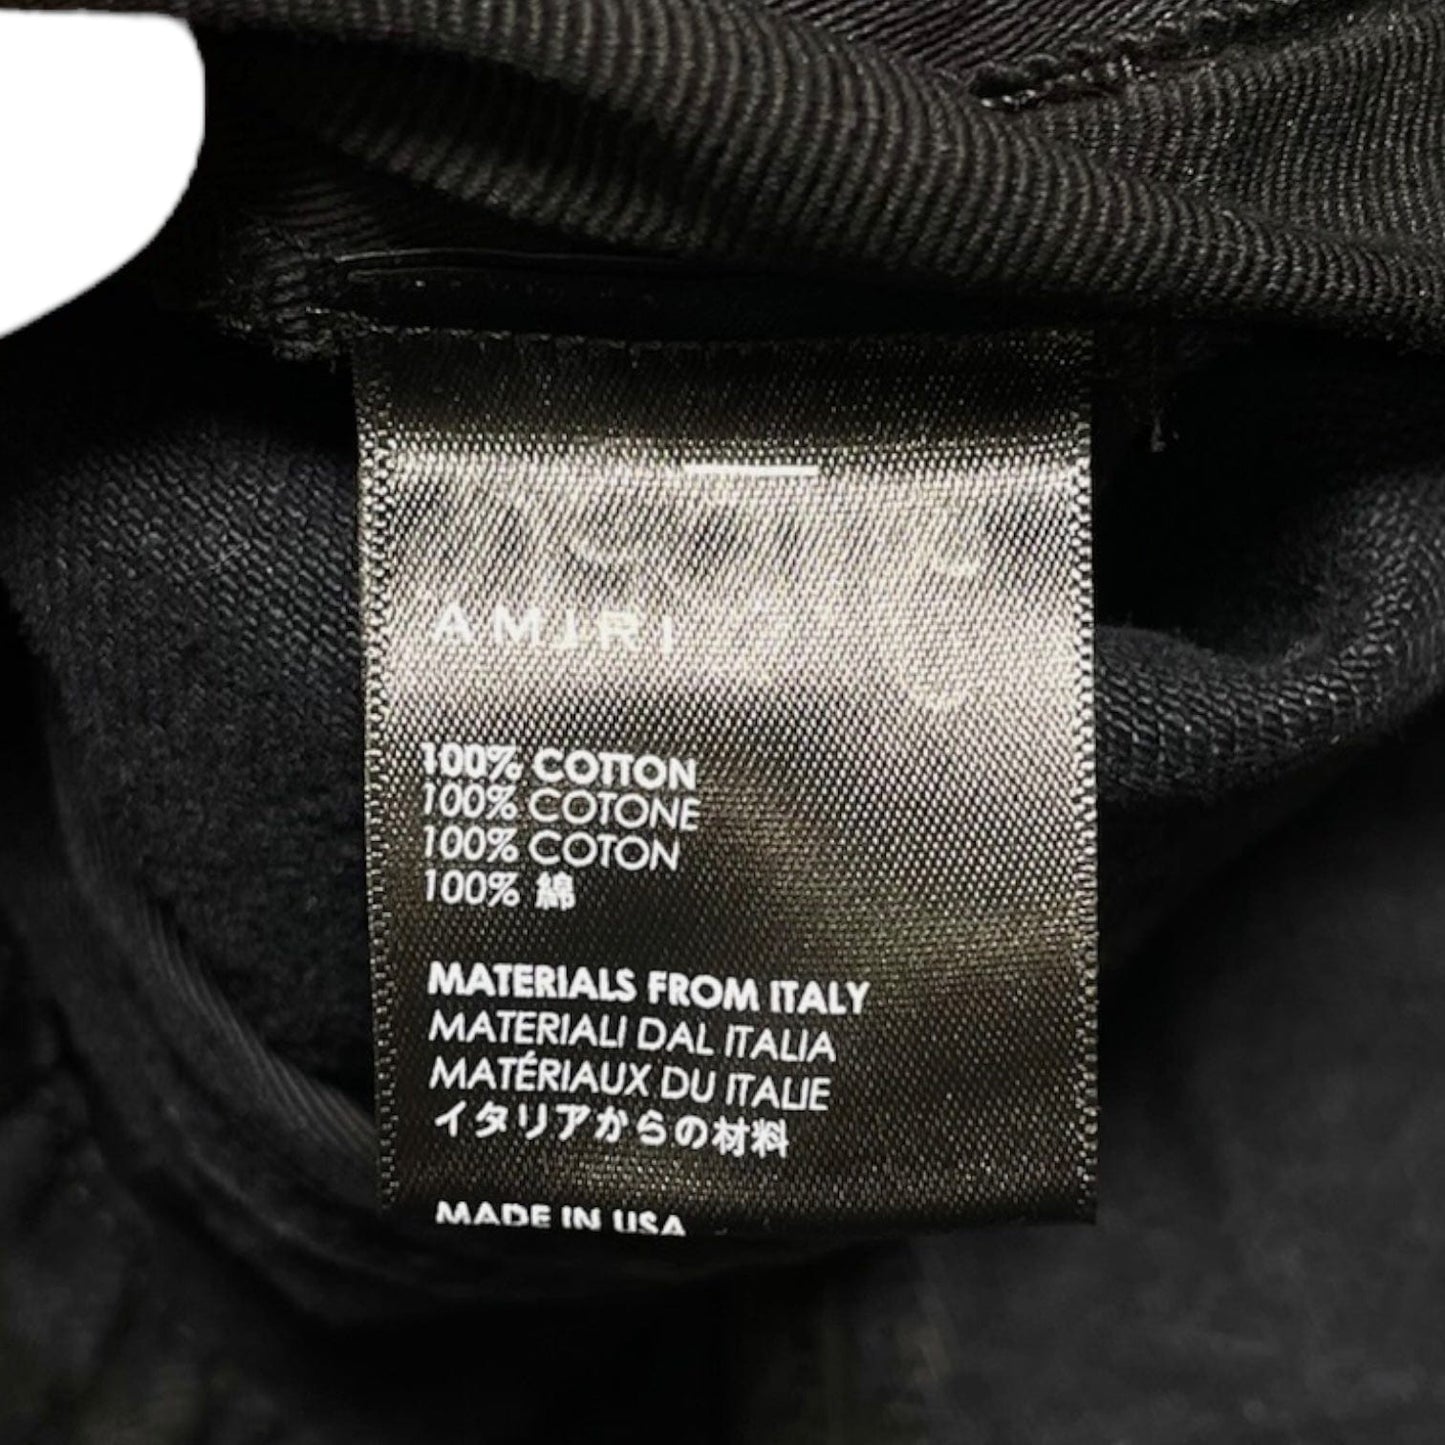 AMIRI
100% COTTON
100% COTONE
100% COTON
100% 綿
MATERIALS FROM ITALY
MATERIALI DAL ITALIA
MATÉRIAUX DU ITALIE
イタリアからの材料
MADE IN USA